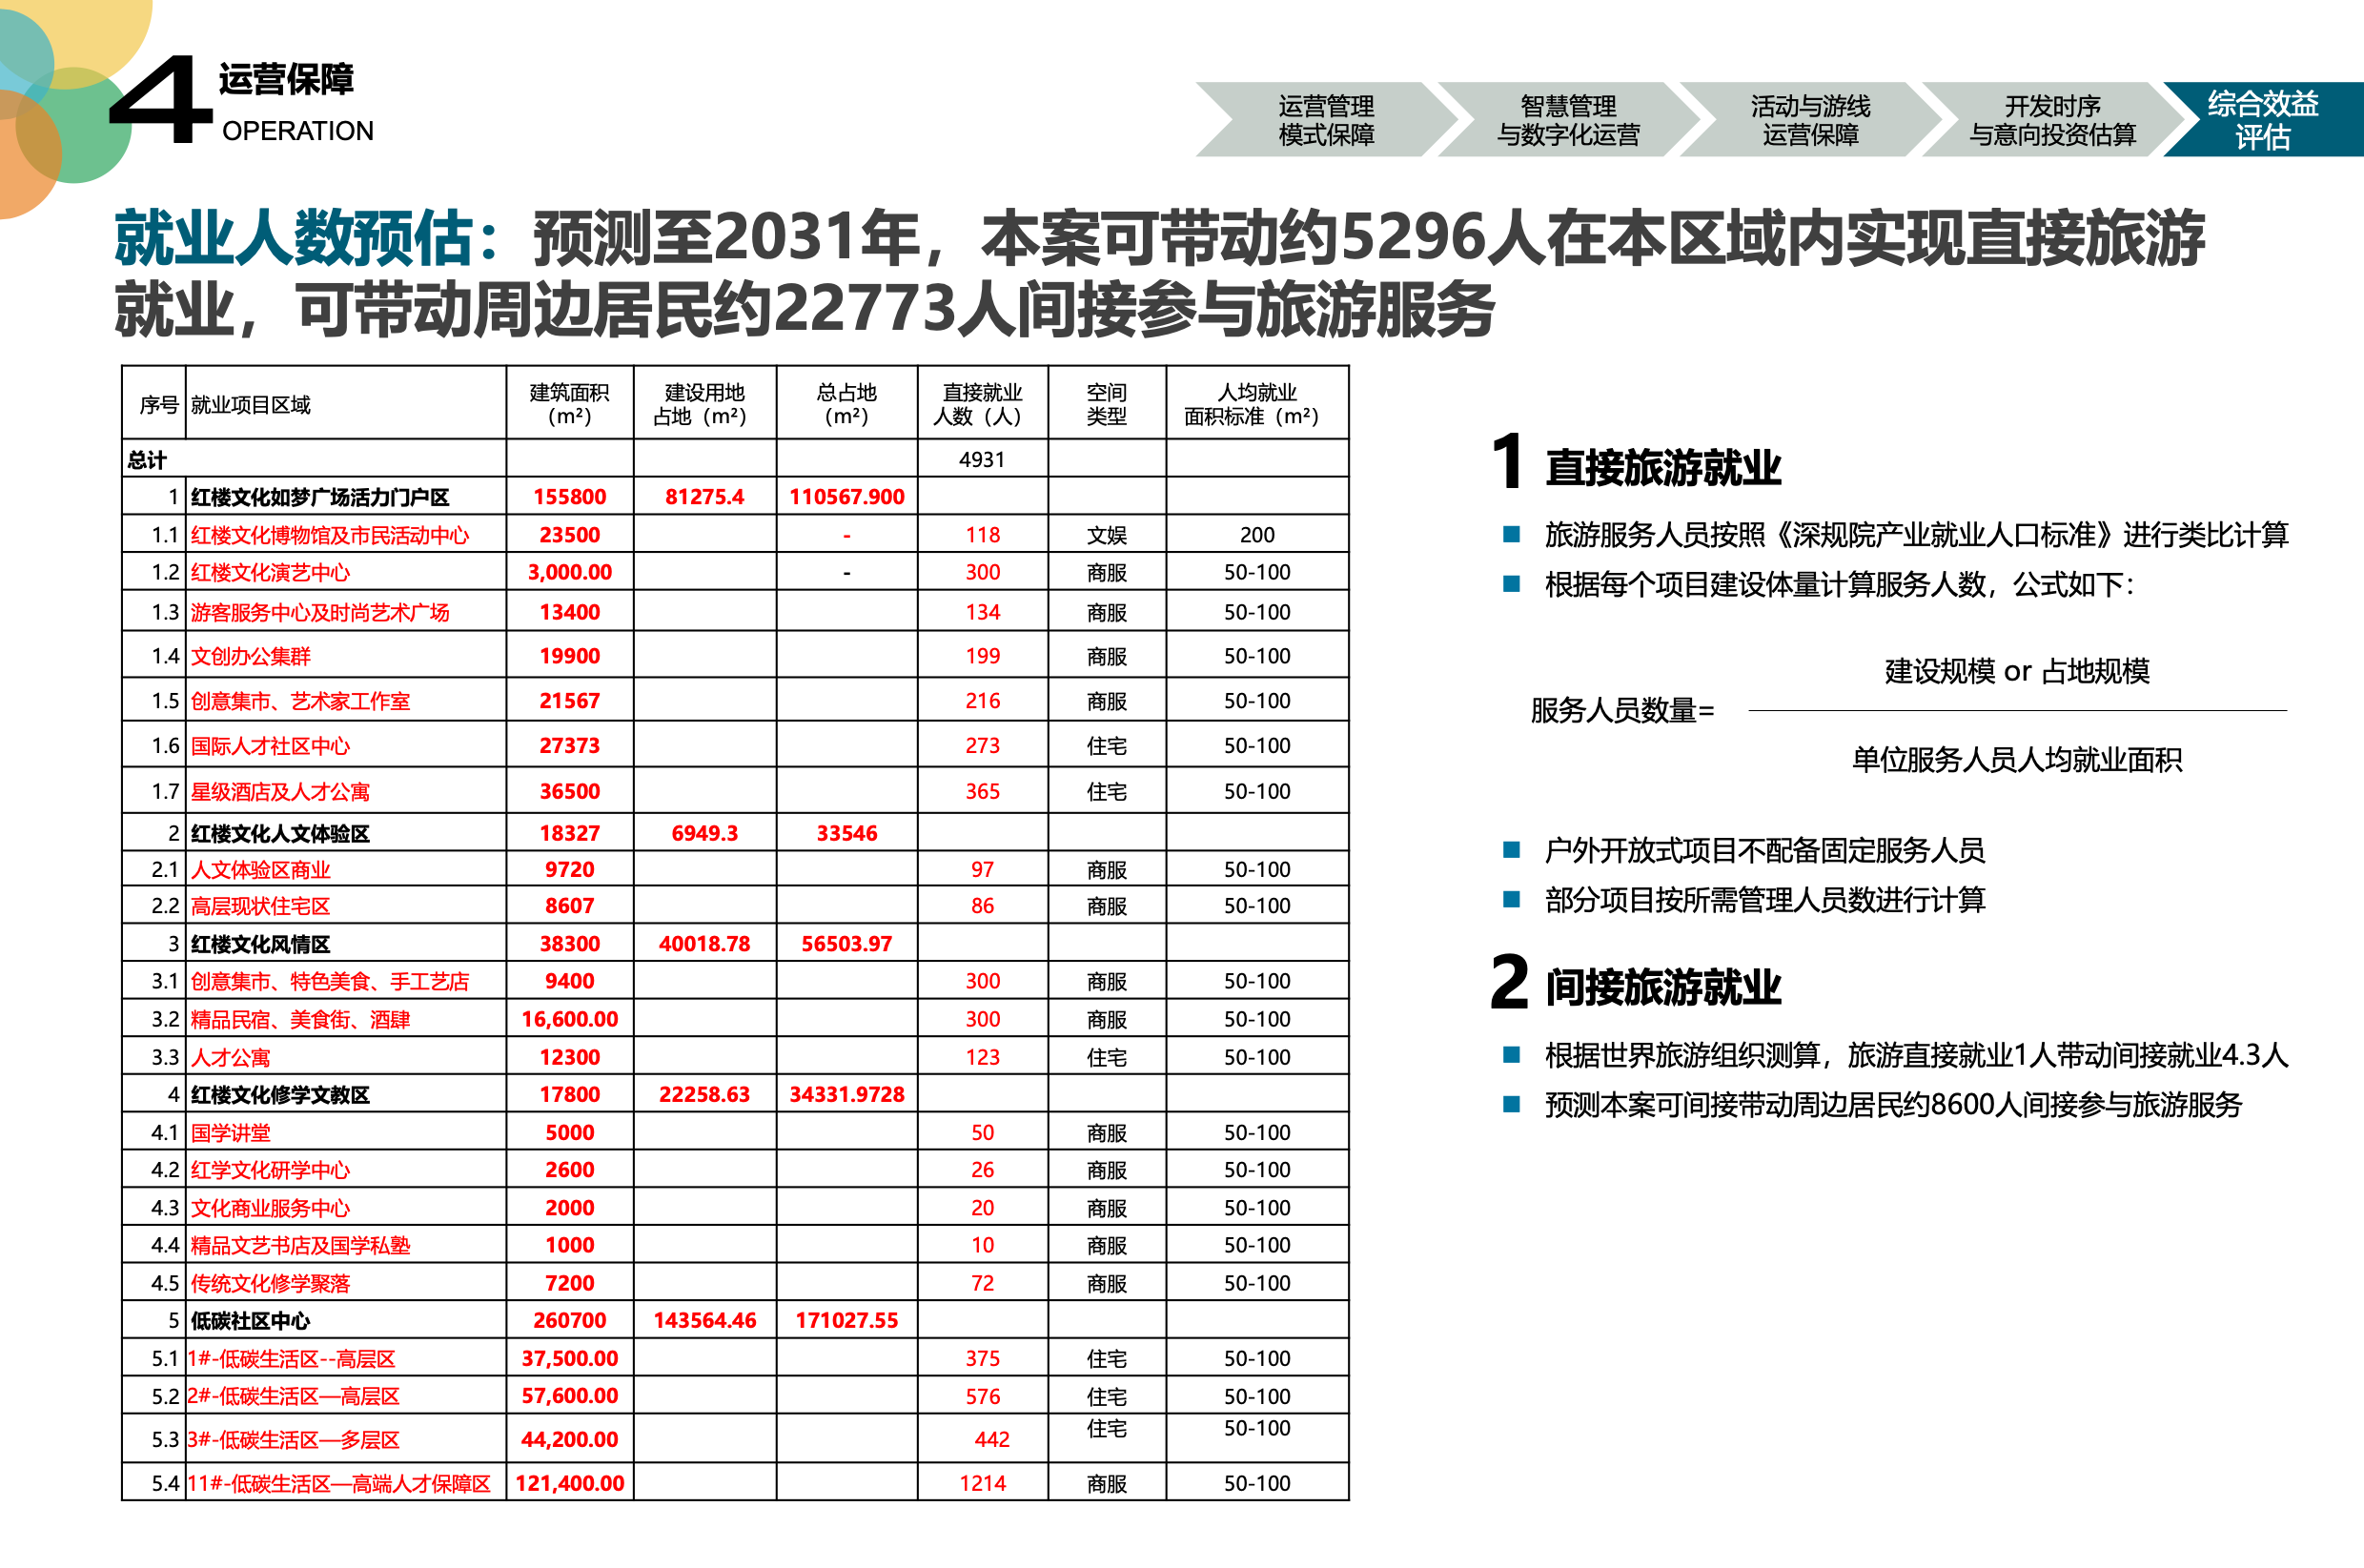 4 运营保障
OPERATION
运营管理
模式保障
智慧管理
与数字化运营
活动与游线
运营保障
开发时序
与意向投资估算
综合效益
评估
就业人数预估：预测至2031年，本案可带动约5296人在本区域内实现直接旅游
就业，可带动周边居民约22773人间接参与旅游服务
序号 就业项目区域 建筑面积（m²） 建设用地占地（m²） 总占地（m²） 直接就业人数（人） 空间类型 人均就业面积标准（m²）
总计 4931
1 红楼文化如梦广场活力门户区 155800 81275.4 110567.900
1.1 红楼文化博物馆及市民活动中心 23500 - 118 文娱 200
1.2 红楼文化演艺中心 3,000.00 - 300 商服 50-100
1.3 游客服务中心及时尚艺术广场 13400 134 商服 50-100
1.4 文创办公集群 19900 199 商服 50-100
1.5 创意集市、艺术家工作室 21567 216 商服 50-100
1.6 国际人才社区中心 27373 273 住宅 50-100
1.7 星级酒店及人才公寓 36500 365 住宅 50-100
2 红楼文化人文体验区 18327 6949.3 33546
2.1 人文体验区商业 9720 97 商服 50-100
2.2 高层现状住宅区 8607 86 商服 50-100
3 红楼文化风情区 38300 40018.78 56503.97
3.1 创意集市、特色美食、手工艺店 9400 300 商服 50-100
3.2 精品民宿、美食街、酒肆 16,600.00 300 商服 50-100
3.3 人才公寓 12300 123 住宅 50-100
4 红楼文化修学文教区 17800 22258.63 34331.9728
4.1 国学讲堂 5000 50 商服 50-100
4.2 红学文化研学中心 2600 26 商服 50-100
4.3 文化商业服务中心 2000 20 商服 50-100
4.4 精品文艺书店及国学私塾 1000 10 商服 50-100
4.5 传统文化修学聚落 7200 72 商服 50-100
5 低碳社区中心 260700 143564.46 171027.55
5.1 1#-低碳生活区--高层区 37,500.00 375 住宅 50-100
5.2 2#-低碳生活区—高层区 57,600.00 576 住宅 50-100
5.3 3#-低碳生活区—多层区 44,200.00 442 住宅 50-100
5.4 11#-低碳生活区—高端人才保障区 121,400.00 1214 商服 50-100
1 直接旅游就业
旅游服务人员按照《深规院产业就业人口标准》进行类比计算
根据每个项目建设体量计算服务人数，公式如下：
建设规模 or 占地规模
服务人员数量=
单位服务人员人均就业面积
户外开放式项目不配备固定服务人员
部分项目按所需管理人员数进行计算
2 间接旅游就业
根据世界旅游组织测算，旅游直接就业1人带动间接就业4.3人
预测本案可间接带动周边居民约8600人间接参与旅游服务